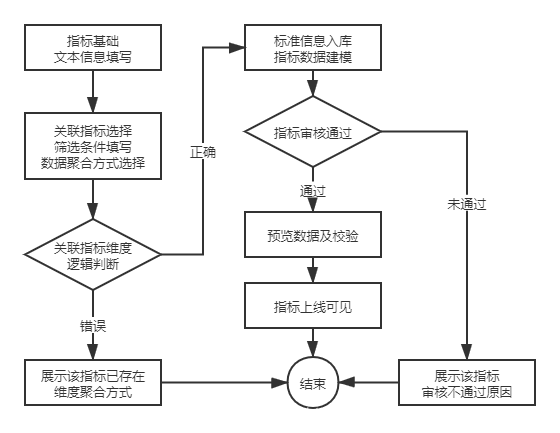 指标基础
文本信息填写
关联指标选择
筛选条件填写
数据聚合方式选择
关联指标维度
逻辑判断
错误
展示该指标已存在
维度聚合方式
正确
标准信息入库
指标数据建模
指标审核通过
通过
预览数据及校验
指标上线可见
结束
未通过
展示该指标
审核不通过原因